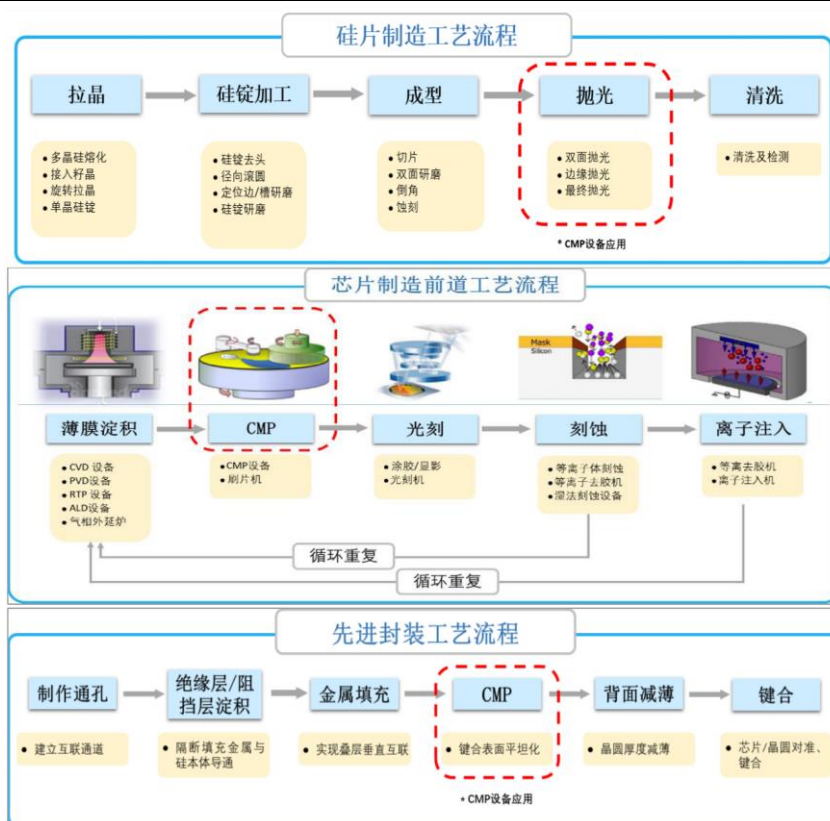 硅片制造工艺流程
拉晶
硅锭加工
成型
抛光
清洗
• 多晶硅熔化
• 接入籽晶
• 旋转拉晶
• 单晶硅锭
• 硅锭去头
• 径向滚圆
• 定位边/槽研磨
• 硅锭研磨
• 切片
• 双面研磨
• 倒角
• 蚀刻
• 双面抛光
• 边缘抛光
• 最终抛光
• 清洗及检测
* CMP设备应用
芯片制造前道工艺流程
Mask
Silicon
薄膜淀积
CMP
光刻
刻蚀
离子注入
• CVD 设备
• PVD设备
• RTP 设备
• ALD设备
• 气相外延炉
• CMP设备
• 刷片机
• 涂胶/显影
• 光刻机
• 等离子体刻蚀
• 等离子去胶机
• 湿法刻蚀设备
• 等离去胶机
• 离子注入机
循环重复
循环重复
先进封装工艺流程
制作通孔
绝缘层/阻
挡层淀积
金属填充
CMP
背面减薄
键合
• 建立互联通道
• 隔断填充金属与
硅本体导通
• 实现叠层垂直互联
• 键合表面平坦化
• 晶圆厚度减薄
• 芯片/晶圆对准、
键合
* CMP设备应用